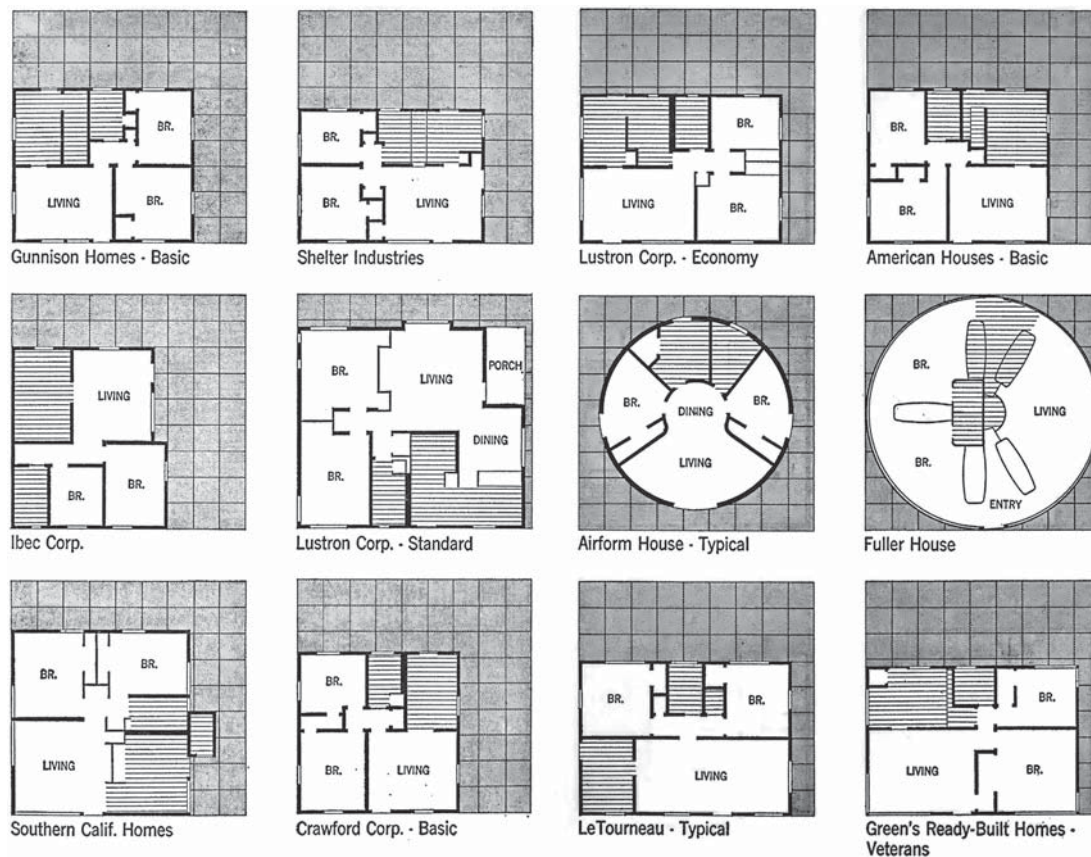 BR.
LIVING
BR.
Gunnison Homes - Basic
BR.
BR.
LIVING
Shelter Industries
BR.
LIVING
BR.
Lustron Corp. - Economy
BR.
BR.
LIVING
American Houses - Basic
LIVING
BR.
BR.
Ibec Corp.
BR.
LIVING
PORCH
DINING
BR.
Lustron Corp. - Standard
BR.
DINING
BR.
LIVING
Airform House - Typical
BR.
LIVING
BR.
ENTRY
Fuller House
BR.
BR.
LIVING
Southern Calif. Homes
BR.
BR.
LIVING
Crawford Corp. - Basic
BR.
BR.
LIVING
LeTourneau - Typical
BR.
LIVING
BR.
Green's Ready-Built Homes -
Veterans